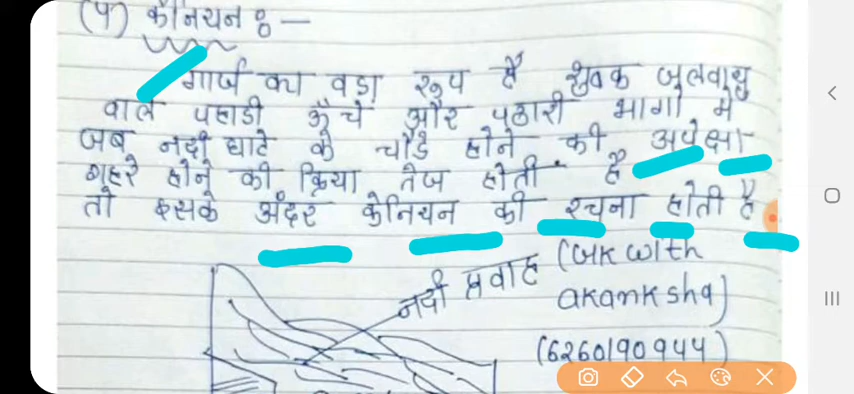 (4) केनियन :—
गार्ज का बड़ा रूप है शुष्क जलवायु
वाले पहाडी ऊँचे और पठारी भागो मे
जब नदी घाटे के चौडे होने की अपेक्षा
गहरे होने की क्रिया तेज होती है
तो इसके अंदर केनियन की रचना होती है
नदी प्रवाह (GK with
akanksha)
(6260190944)